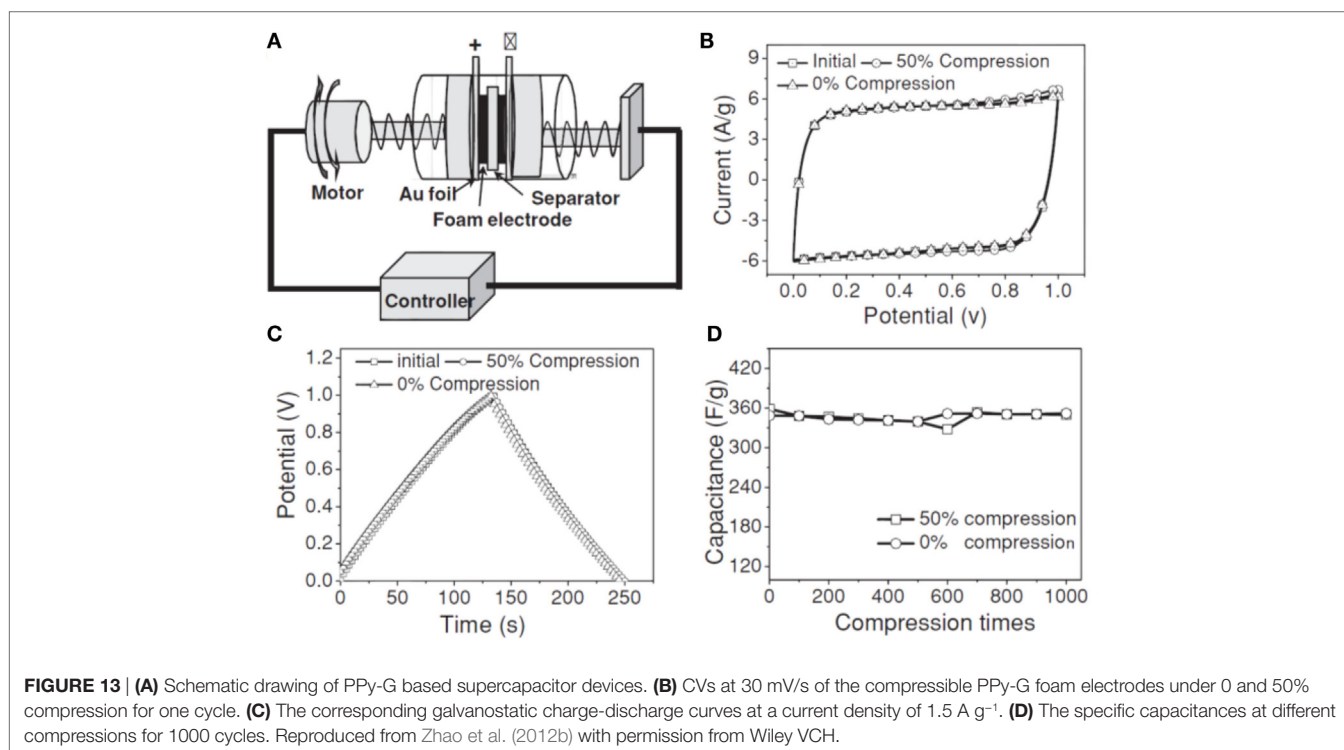 A
+
Motor
Au foil
Separator
Foam electrode
Controller
B
Initial 50% Compression
0% Compression
9
6
3
0
-3
-6
Current (A/g)
0.0 0.2 0.4 0.6 0.8 1.0
Potential (v)
C
initial 50% Compression
0% Compression
1.2
1.0
0.8
0.6
0.4
0.2
0.0
Potential (V)
0 50 100 150 200 250
Time (s)
D
420
360
300
240
180
120
Capacitance (F/g)
50% compression
0% compression
0 200 400 600 800 1000
Compression times
FIGURE 13 | (A) Schematic drawing of PPy-G based supercapacitor devices. (B) CVs at 30 mV/s of the compressible PPy-G foam electrodes under 0 and 50%
compression for one cycle. (C) The corresponding galvanostatic charge-discharge curves at a current density of 1.5 A g⁻¹. (D) The specific capacitances at different
compressions for 1000 cycles. Reproduced from Zhao et al. (2012b) with permission from Wiley VCH.